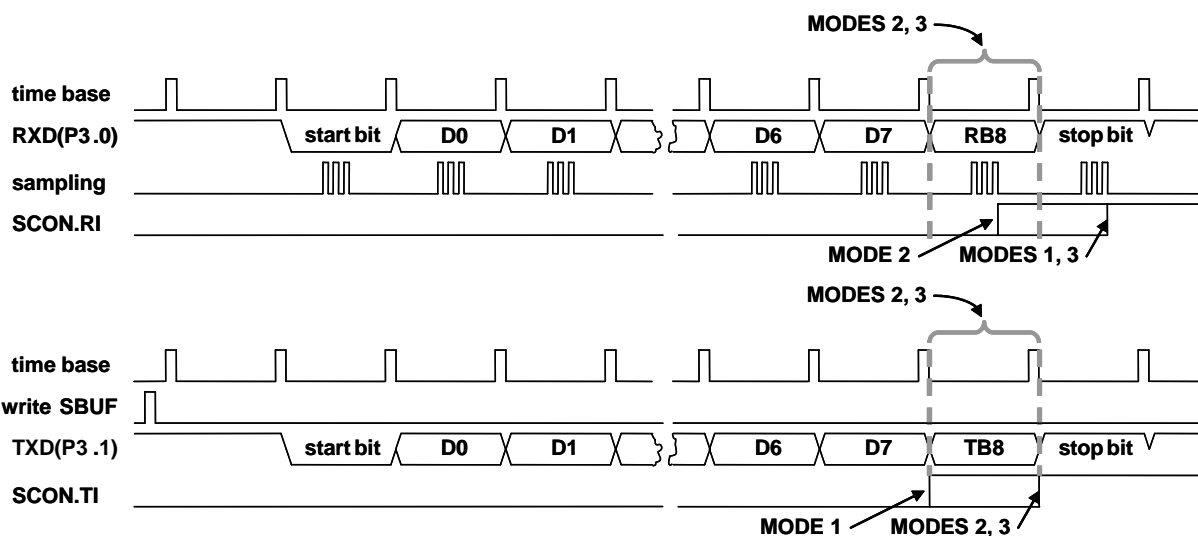 MODES 2, 3
time base
RXD(P3.0) start bit D0 D1 D6 D7 RB8 stop bit
sampling
SCON.RI
MODE 2 MODES 1, 3
MODES 2, 3
time base
write SBUF
TXD(P3 .1) start bit D0 D1 D6 D7 TB8 stop bit
SCON.TI
MODE 1 MODES 2, 3